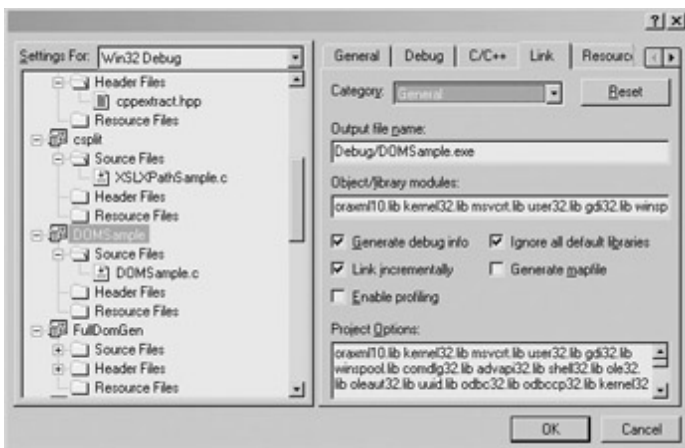 Settings For: Win32 Debug
Header Files
cppextract.hpp
Resource Files
csplit
Source Files
XSLXPathSample.c
Header Files
Resource Files
DOMSample
Source Files
DOMSample.c
Header Files
Resource Files
FullDomGen
Source Files
Header Files
Resource Files
General Debug C/C++ Link Resourc
Category: General Reset
Output file name:
Debug/DOMSample.exe
Object/library modules:
oraxml10.lib kernel32.lib msvcrt.lib user32.lib gdi32.lib winsp
Generate debug info Ignore all default libraries
Link incrementally Generate mapfile
Enable profiling
Project Options:
oraxml10.lib kernel32.lib msvcrt.lib user32.lib gdi32.lib
winspool.lib comdlg32.lib advapi32.lib shell32.lib ole32.
lib oleaut32.lib uuid.lib odbc32.lib odbccp32.lib kernel32
OK Cancel